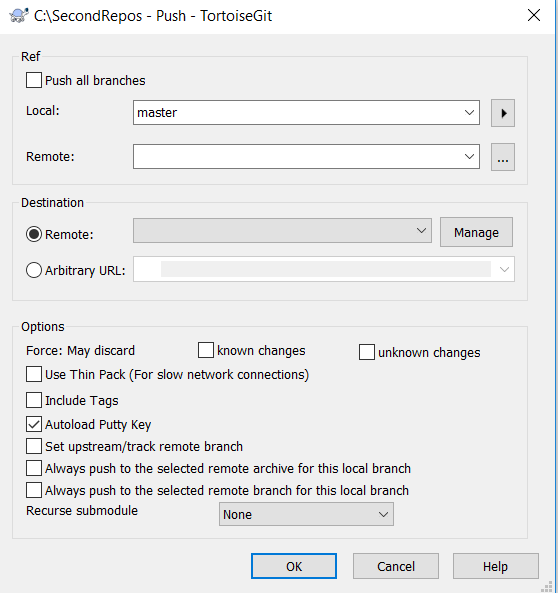 C:\SecondRepos - Push - TortoiseGit
Ref
Push all branches
Local:
master
Remote:
...
Destination
Remote:
Manage
Arbitrary URL:
Options
Force: May discard
known changes
unknown changes
Use Thin Pack (For slow network connections)
Include Tags
Autoload Putty Key
Set upstream/track remote branch
Always push to the selected remote archive for this local branch
Always push to the selected remote branch for this local branch
Recurse submodule
None
OK
Cancel
Help